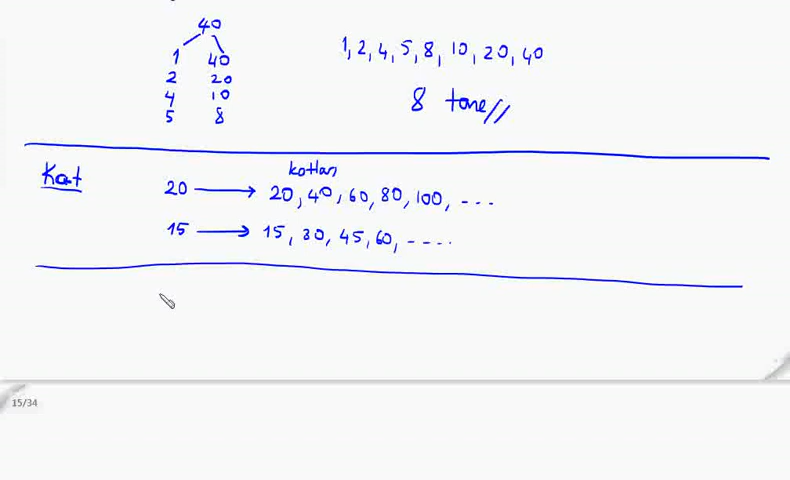 40
1 40
2 20
4 10
5 8
1, 2, 4, 5, 8, 10, 20, 40
8 tane//
Kat
katları
20 → 20, 40, 60, 80, 100, ---
15 → 15, 30, 45, 60, ----
15/34